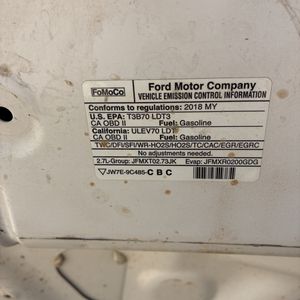 FoMoCo
Ford Motor Company
VEHICLE EMISSION CONTROL INFORMATION
Conforms to regulations: 2018 MY
U.S. EPA: T3B70 LDT3
CA OBD II Fuel: Gasoline
California: ULEV70 LDT
CA OBD II Fuel: Gasoline
TWC/DFI/SFI/WR-HO2S/HO2S/TC/CAC/EGR/EGRC
No adjustments needed.
2.7L-Group: JFMXT02.73JK Evap: JFMXR0200GDG
JW7E-9C485-CBC